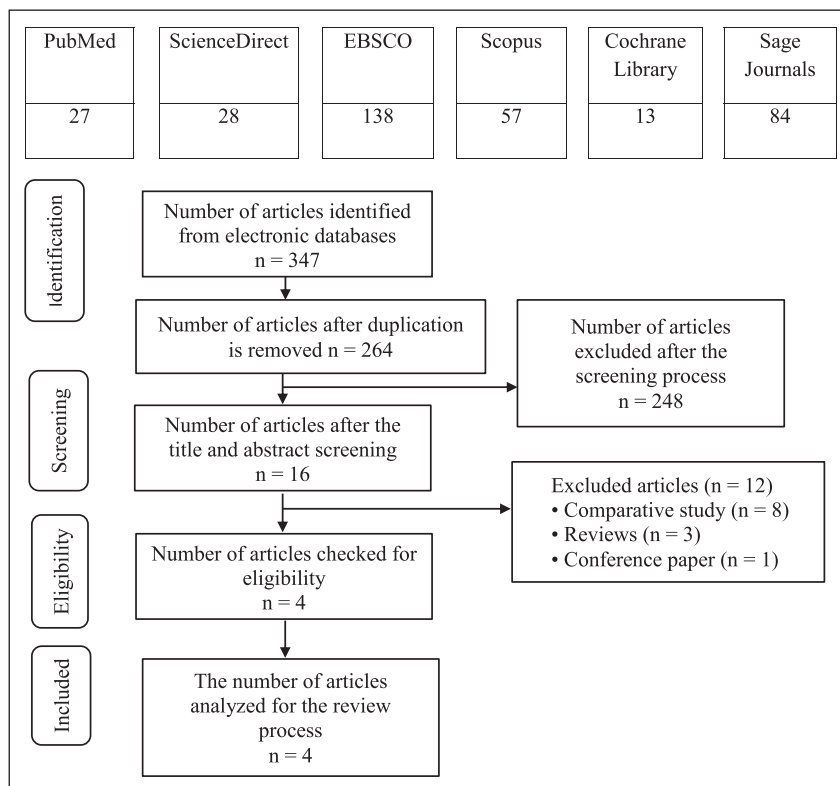 PubMed
ScienceDirect
EBSCO
Scopus
Cochrane
Library
Sage
Journals
27
28
138
57
13
84
Identification
Number of articles identified
from electronic databases
n = 347
Number of articles after duplication
is removed n = 264
Number of articles
excluded after the
screening process
n = 248
Screening
Number of articles after the
title and abstract screening
n = 16
Excluded articles (n = 12)
• Comparative study (n = 8)
• Reviews (n = 3)
• Conference paper (n = 1)
Eligibility
Number of articles checked for
eligibility
n = 4
Included
The number of articles
analyzed for the review
process
n = 4